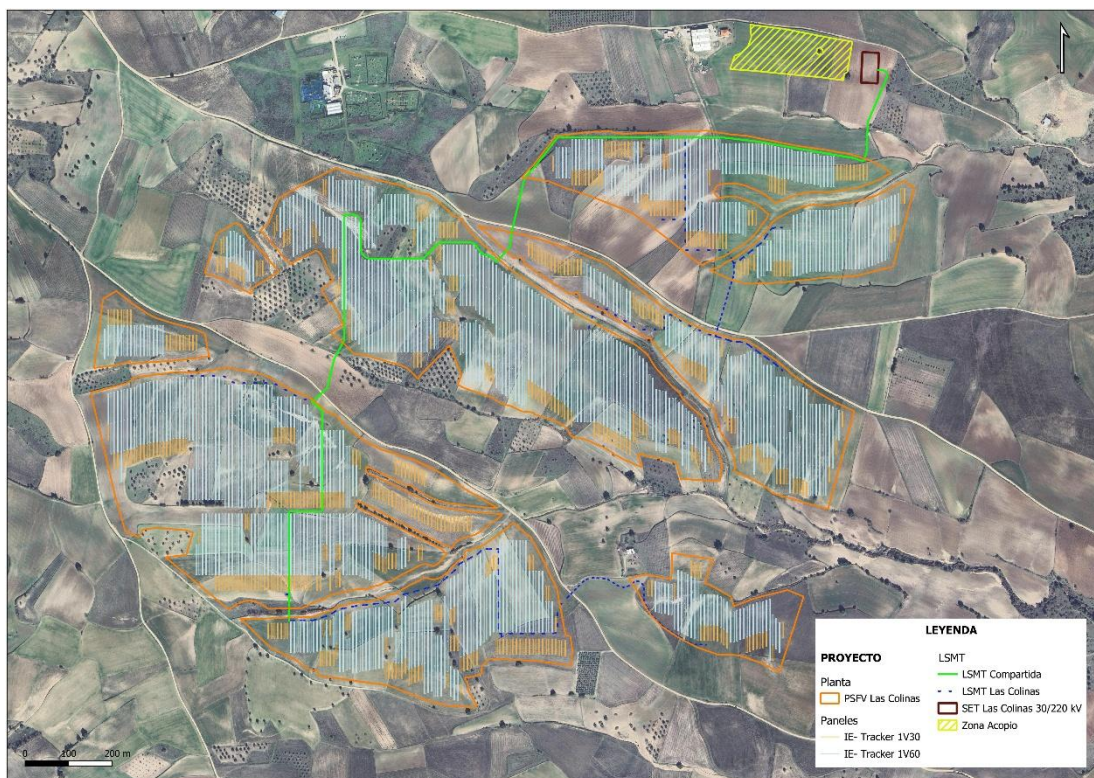 LEYENDA
PROYECTO
Planta
PSFV Las Colinas
Paneles
IE- Tracker 1V30
IE- Tracker 1V60
LSMT
LSMT Compartida
LSMT Las Colinas
SET Las Colinas 30/220 kV
Zona Acopio
0 100 200 m